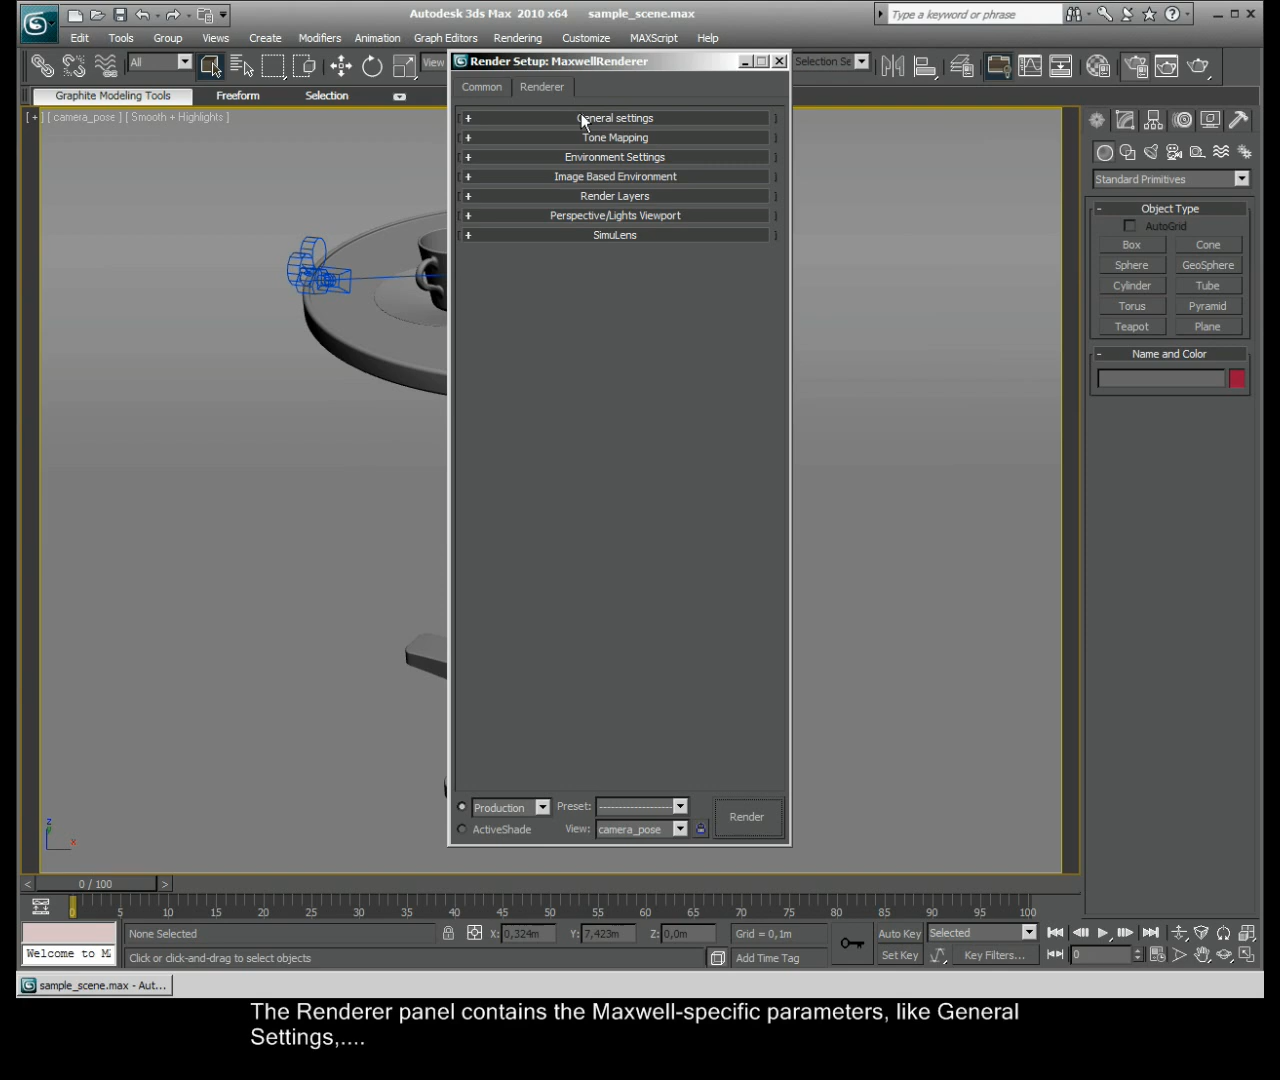 Autodesk 3ds Max 2010 x64 sample_scene.max
Type a keyword or phrase
Edit Tools Group Views Create Modifiers Animation Graph Editors Rendering Customize MAXScript Help
All
View
Selection Se
Graphite Modeling Tools Freeform Selection
[ + ] [ camera_pose ] [ Smooth + Highlights ]
Render Setup: MaxwellRenderer
Common Renderer
General settings
Tone Mapping
Environment Settings
Image Based Environment
Render Layers
Perspective/Lights Viewport
SimuLens
Production Preset: --------------------
ActiveShade View: camera_pose
Render
Standard Primitives
Object Type
AutoGrid
Box Cone
Sphere GeoSphere
Cylinder Tube
Torus Pyramid
Teapot Plane
Name and Color
z
x
< 0 / 100 >
0 5 10 15 20 25 30 35 40 45 50 55 60 65 70 75 80 85 90 95 100
None Selected X: 0,324m Y: 7,423m Z: 0,0m Grid = 0,1m Auto Key Selected
Welcome to M Click or click-and-drag to select objects Add Time Tag Set Key Key Filters... 0
sample_scene.max - Aut...
The Renderer panel contains the Maxwell-specific parameters, like General
Settings,....